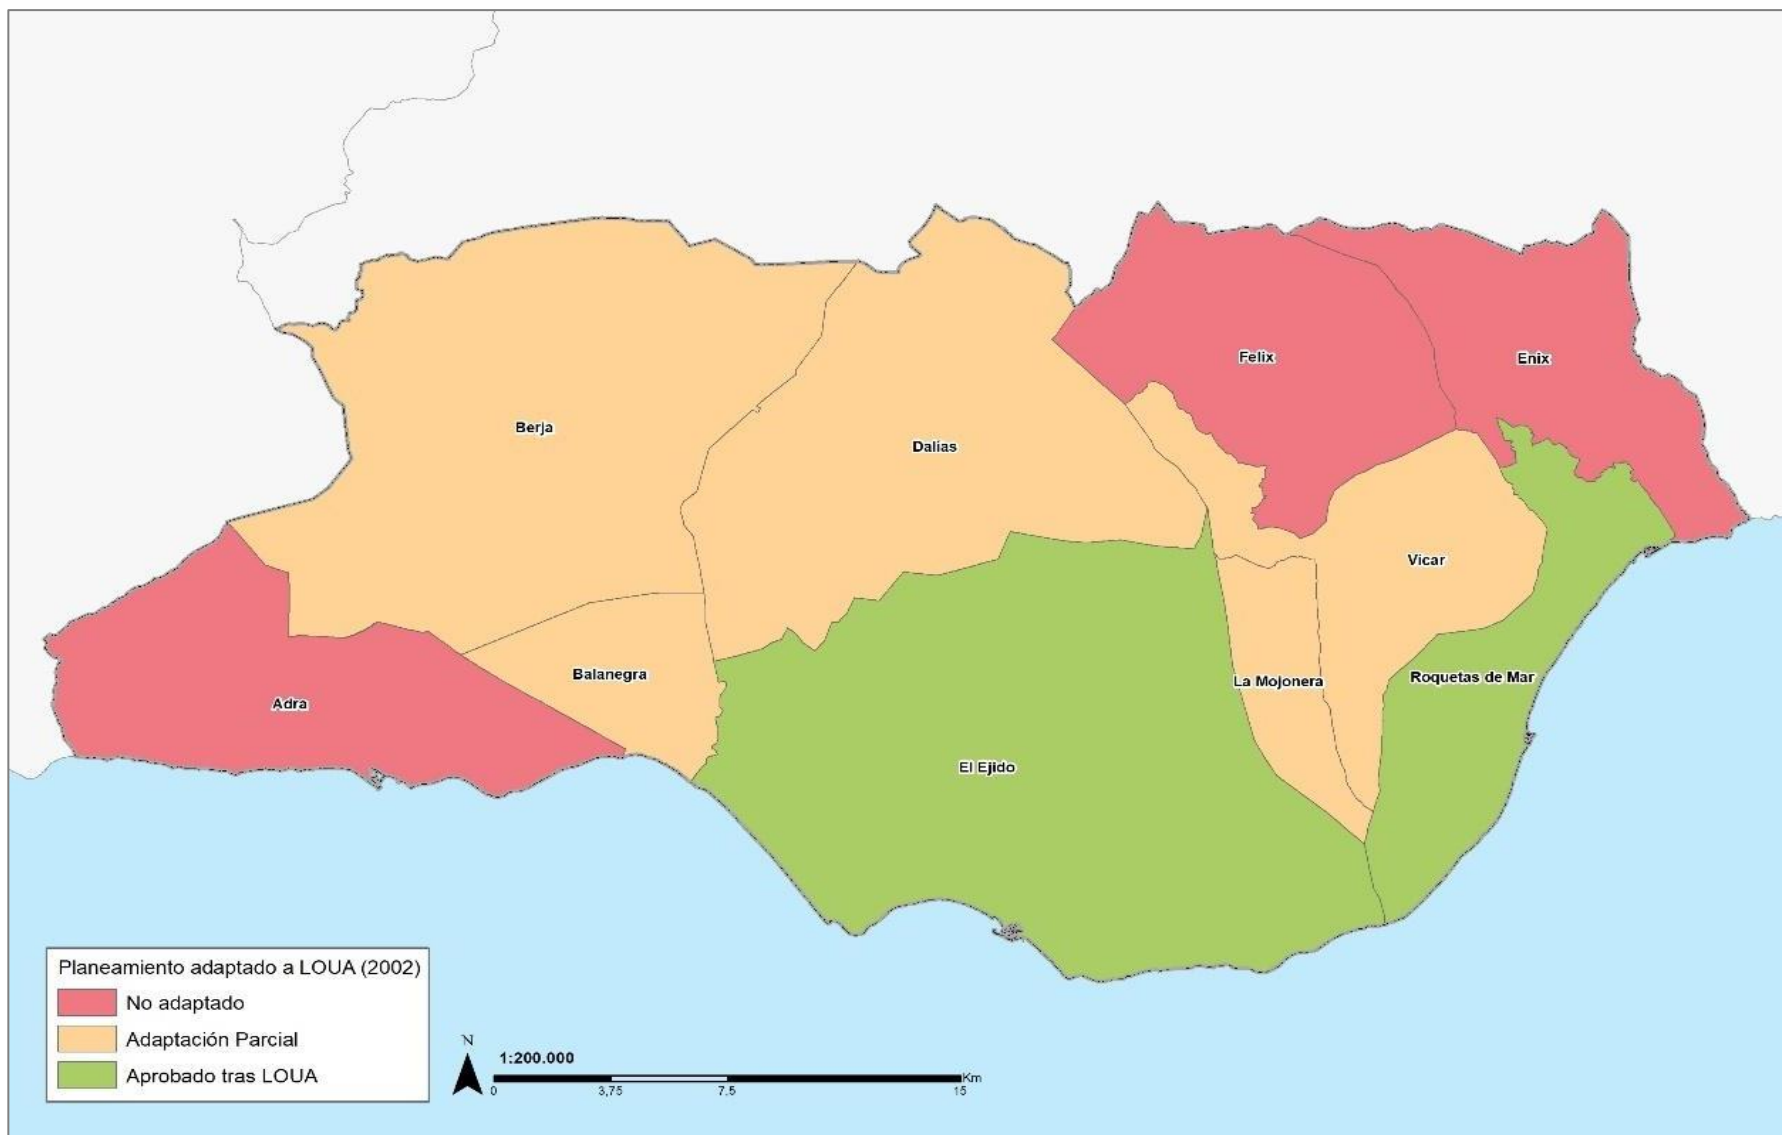 Felix
Enix
Berja
Dalias
Vicar
Balanegra
La Mojonera
Roquetas de Mar
Adra
El Ejido
Planeamiento adaptado a LOUA (2002)
No adaptado
Adaptación Parcial
Aprobado tras LOUA
N
1:200.000
Km
0 3,75 7,5 15